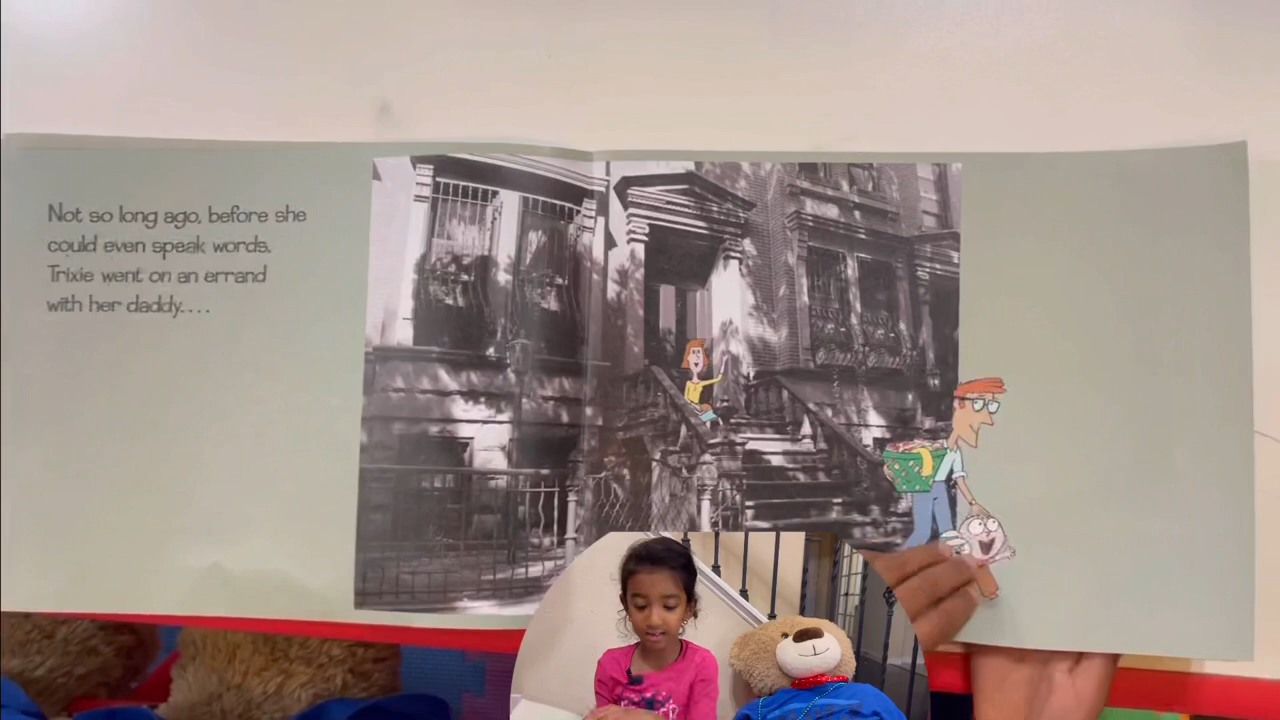 Not so long ago, before she
could even speak words,
Trixie went on an errand
with her daddy....